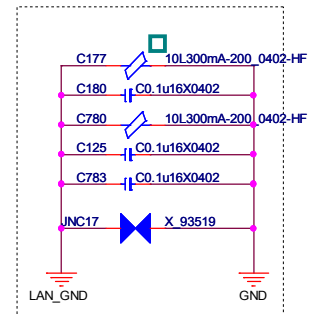 C177 10L300mA-200_0402-HF
C180 C0.1u16X0402
C780 10L300mA-200_0402-HF
C125 C0.1u16X0402
C783 C0.1u16X0402
JNC17 X_93519
LAN_GND GND